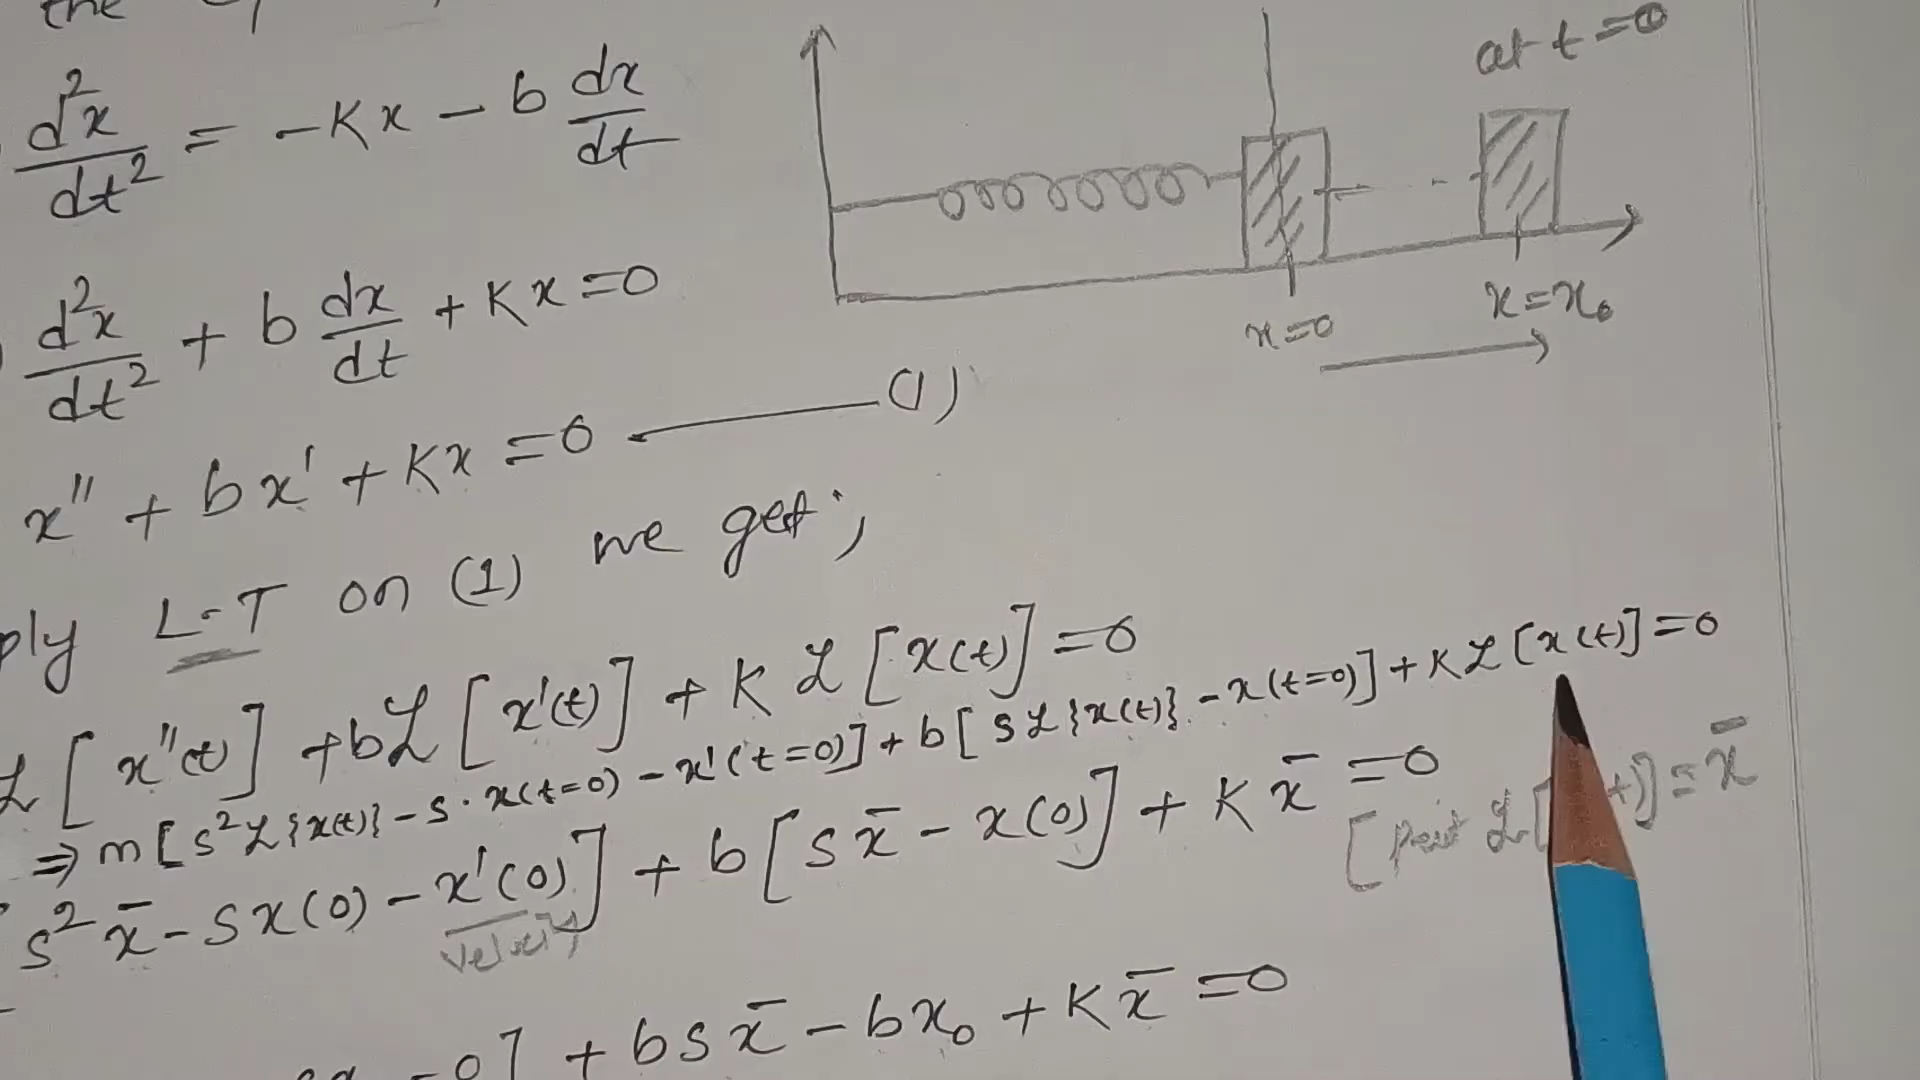 the
d²x/dt² = -Kx - b dx/dt
at t=0
d²x/dt² + b dx/dt + Kx =0
x=0
x=x₀
x'' + bx' + Kx =0 (1)
ply L-T on (1) we get;
ℒ[x''(t)] + bℒ[x'(t)] + Kℒ[x(t)] =0
⇒ m[s²ℒ{x(t)} - s·x(t=0) - x'(t=0)] + b[sℒ{x(t)} - x(t=0)] + Kℒ[x(t)] =0
s²x̄ - sx(0) - x'(0)] + b[sx̄ - x(0)] + Kx̄ =0
[put ℒ[ t)] = x̄
velocity
-0] + bsx̄ - bx₀ + Kx̄ =0